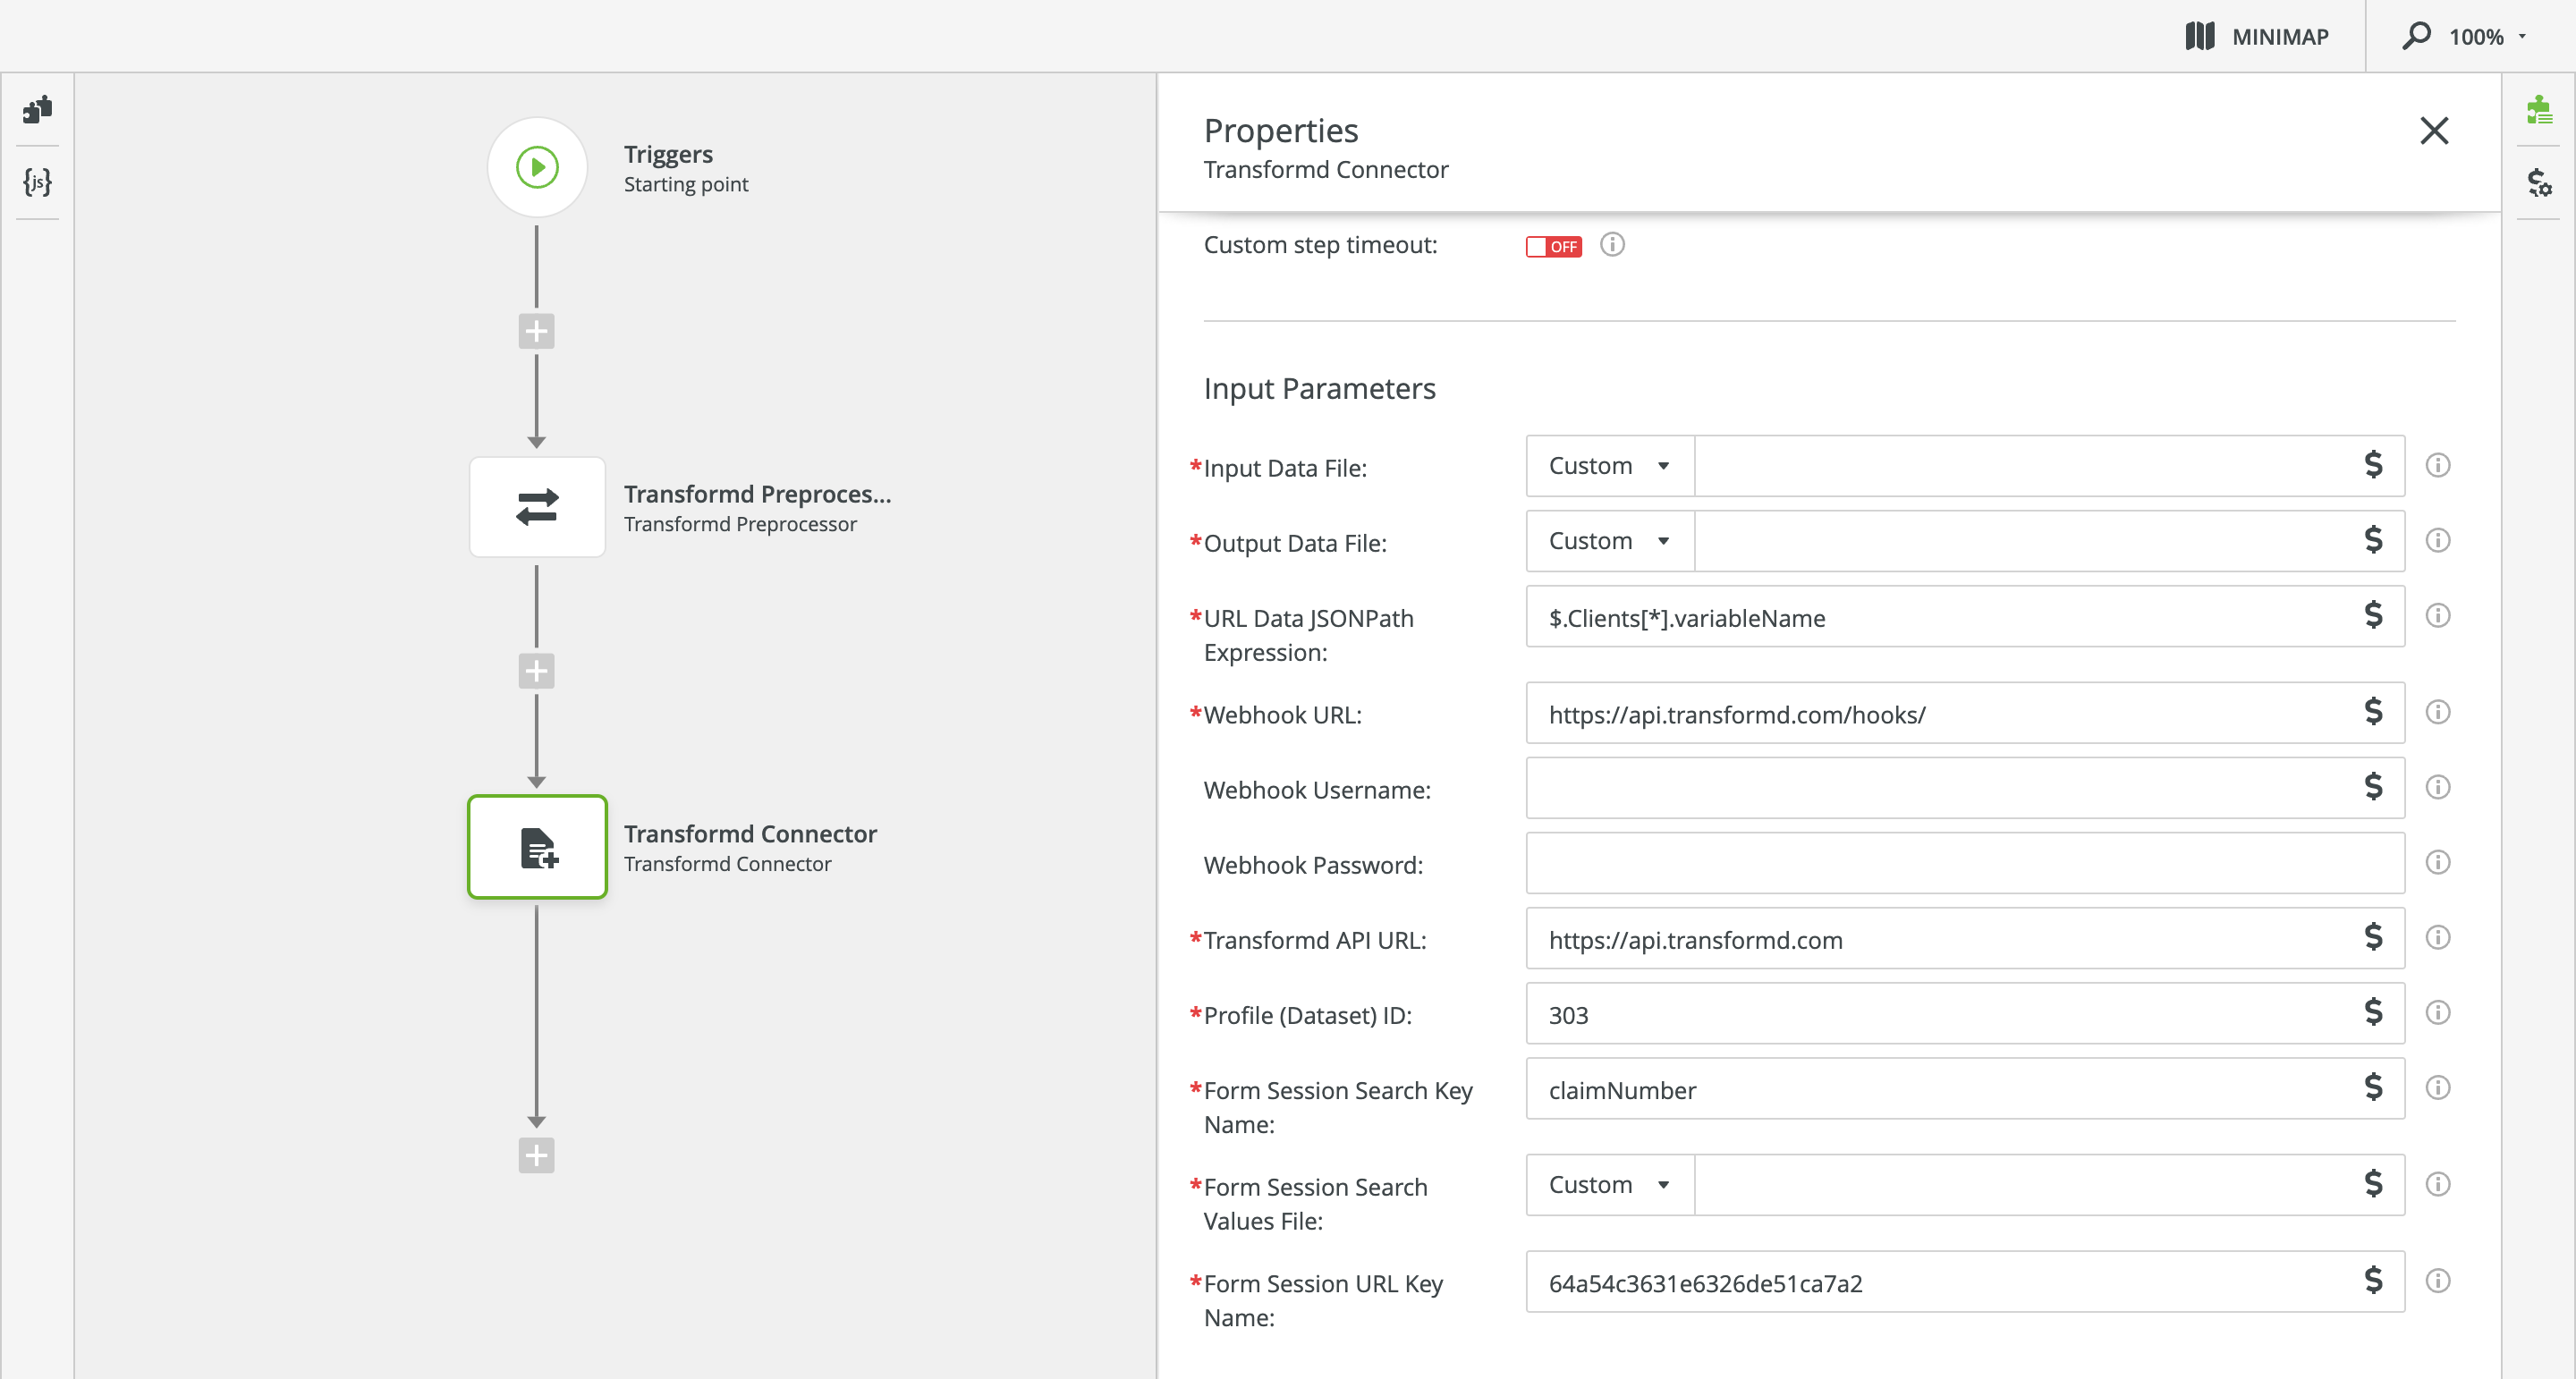 MINIMAP
100%
{js}
Triggers
Starting point
Transformd Preproces...
Transformd Preprocessor
Transformd Connector
Transformd Connector
Properties
Transformd Connector
Custom step timeout:
OFF
Input Parameters
*Input Data File:
Custom
$
*Output Data File:
Custom
$
*URL Data JSONPath
Expression:
$.Clients[*].variableName
$
*Webhook URL:
https://api.transformd.com/hooks/
$
Webhook Username:
$
Webhook Password:
*Transformd API URL:
https://api.transformd.com
$
*Profile (Dataset) ID:
303
$
*Form Session Search Key
Name:
claimNumber
$
*Form Session Search
Values File:
Custom
$
*Form Session URL Key
Name:
64a54c3631e6326de51ca7a2
$